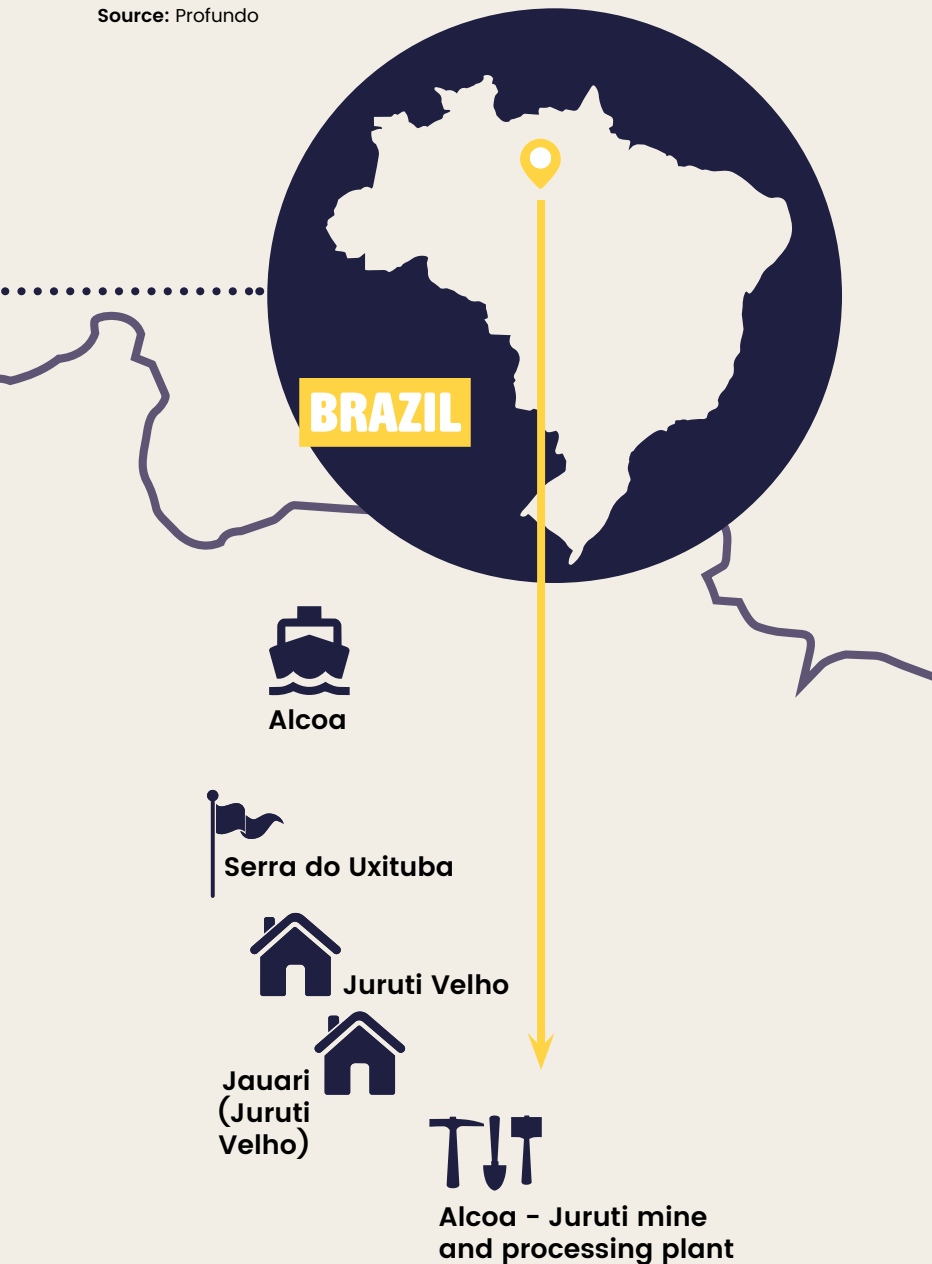 Source: Profundo
BRAZIL
Alcoa
Serra do Uxituba
Juruti Velho
Jauari
(Juruti
Velho)
Alcoa - Juruti mine
and processing plant